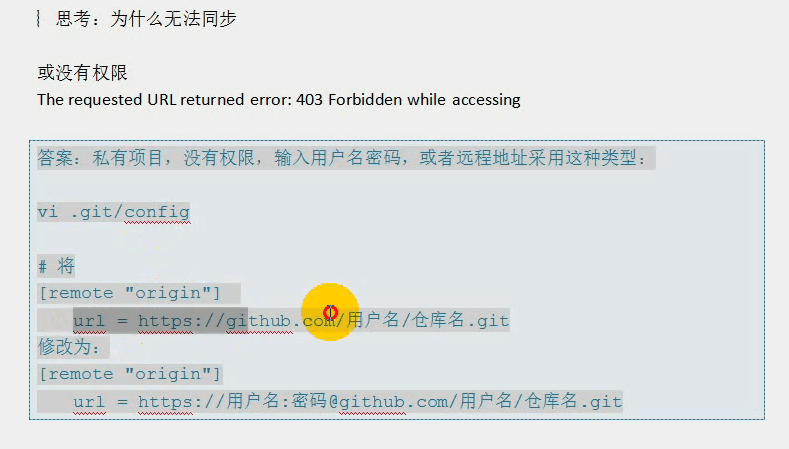 思考：为什么无法同步
或没有权限
The requested URL returned error: 403 Forbidden while accessing
答案：私有项目，没有权限，输入用户名密码，或者远程地址采用这种类型：
vi .git/config
# 将
[remote "origin"]
url = https://github.com/用户名/仓库名.git
修改为：
[remote "origin"]
url = https://用户名:密码@github.com/用户名/仓库名.git